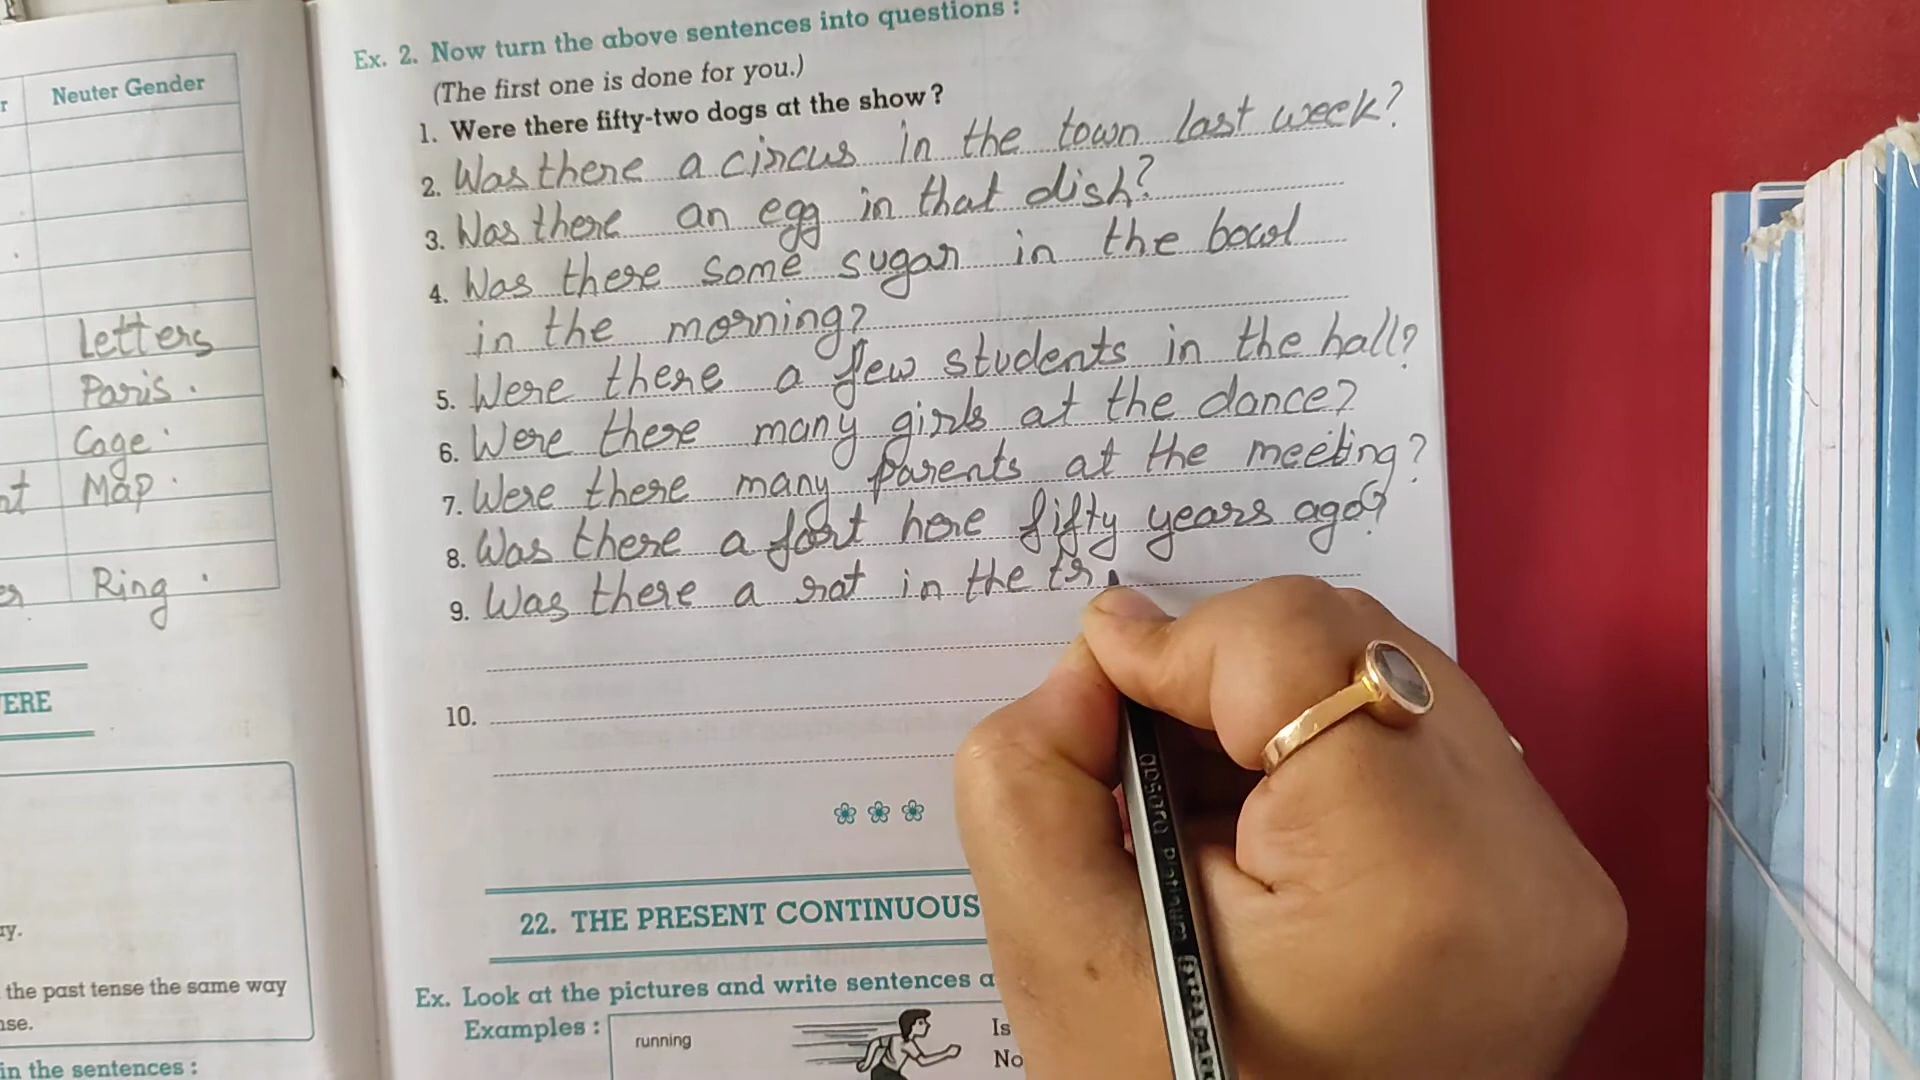 Neuter Gender
Letters
Paris.
Cage.
Map.
Ring.
ERE
the past tense the same way
in the sentences :
Ex. 2. Now turn the above sentences into questions :
(The first one is done for you.)
1. Were there fifty-two dogs at the show?
2. Was there a circus in the town last week?
3. Was there an egg in that dish?
4. Was there some sugar in the bowl
in the morning?
5. Were there a few students in the hall?
6. Were there many girls at the dance?
7. Were there many parents at the meeting?
8. Was there a fort here fifty years ago?
9. Was there a rat in the tr
10.
22. THE PRESENT CONTINUOUS
Ex. Look at the pictures and write sentences a
Examples :
running
Is
No
apsara Platinum EXTRA DARK